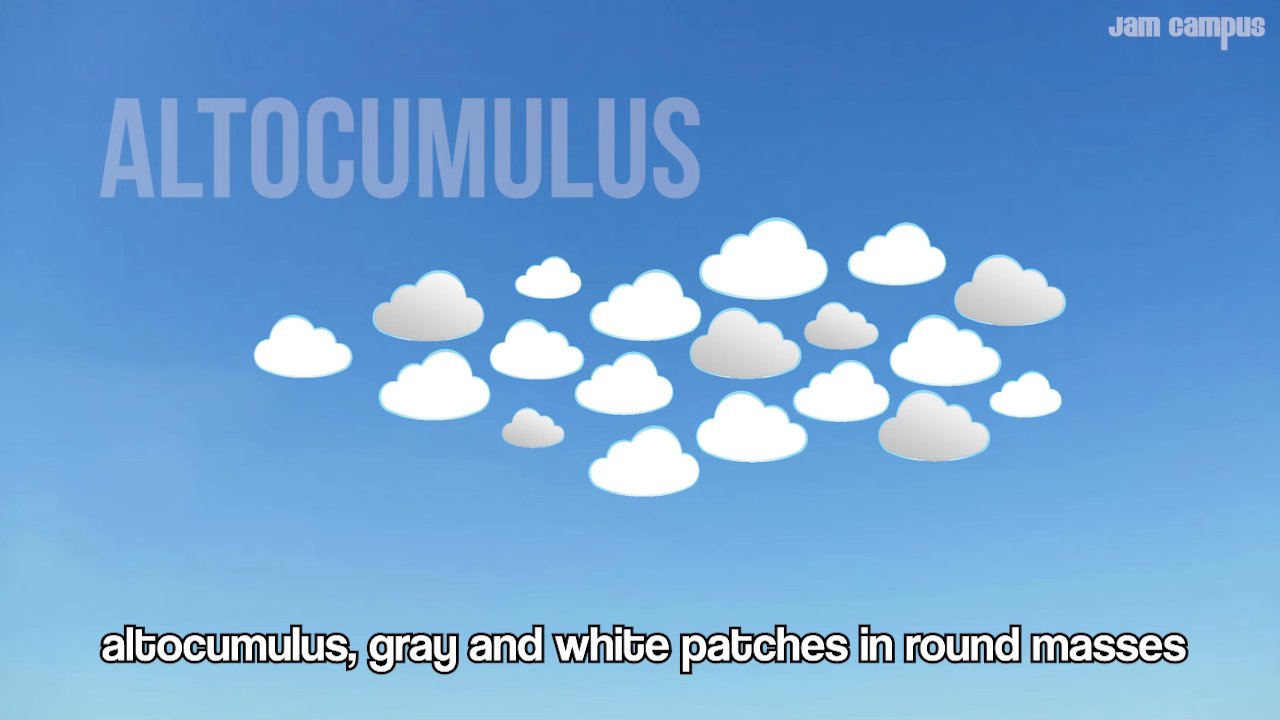 Jam campus
ALTOCUMULUS
altocumulus, gray and white patches in round masses